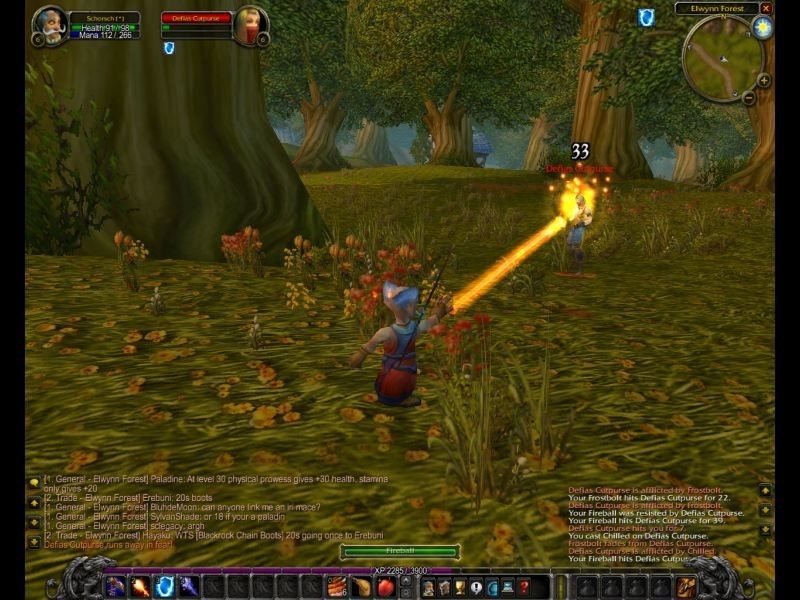 Schorsch(*)
Health 91 / 98
Mana 112 / 266
6
Defias Cutpurse
6
Elwynn Forest
N
33
Defias Cutpurse
[1. General - Elwynn Forest] Paladine: At level 30 physical prowess gives +30 health, stamina
only gives +20
[2. Trade - Elwynn Forest] Erebuni: 20s boots
[1. General - Elwynn Forest] BluhdeMoon: can anyone link me an iri mace?
[1. General - Elwynn Forest] SylvanShade: or 18 if your a paladin
[1. General - Elwynn Forest] sclegacy: argh
[2. Trade - Elwynn Forest] Hayaku: WTS [Blackrock Chain Boots] 20s going once to Erebuni
Defias Cutpurse runs away in fear!
Defias Cutpurse is afflicted by Frostbolt.
Your Frostbolt hits Defias Cutpurse for 22.
Defias Cutpurse is afflicted by Frostbolt.
Your Fireball was resisted by Defias Cutpurse.
Your Fireball hits Defias Cutpurse for 39.
Defias Cutpurse hits you for 7.
You cast Chilled on Defias Cutpurse.
Frostbolt fades from Defias Cutpurse.
Defias Cutpurse is afflicted by Chilled.
Your Fireball hits Defias Cutpurse
Fireball
XP 2285 / 3900